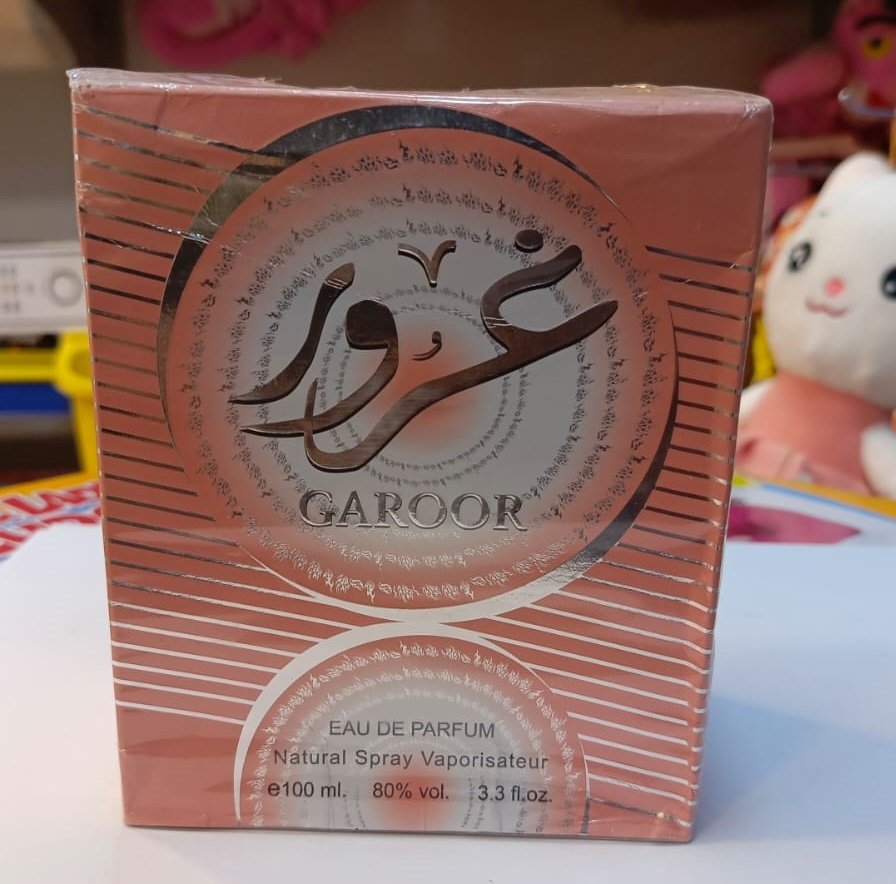 غرور
GAROOR
EAU DE PARFUM
Natural Spray Vaporisateur
e100 ml. 80% vol. 3.3 fl.oz.